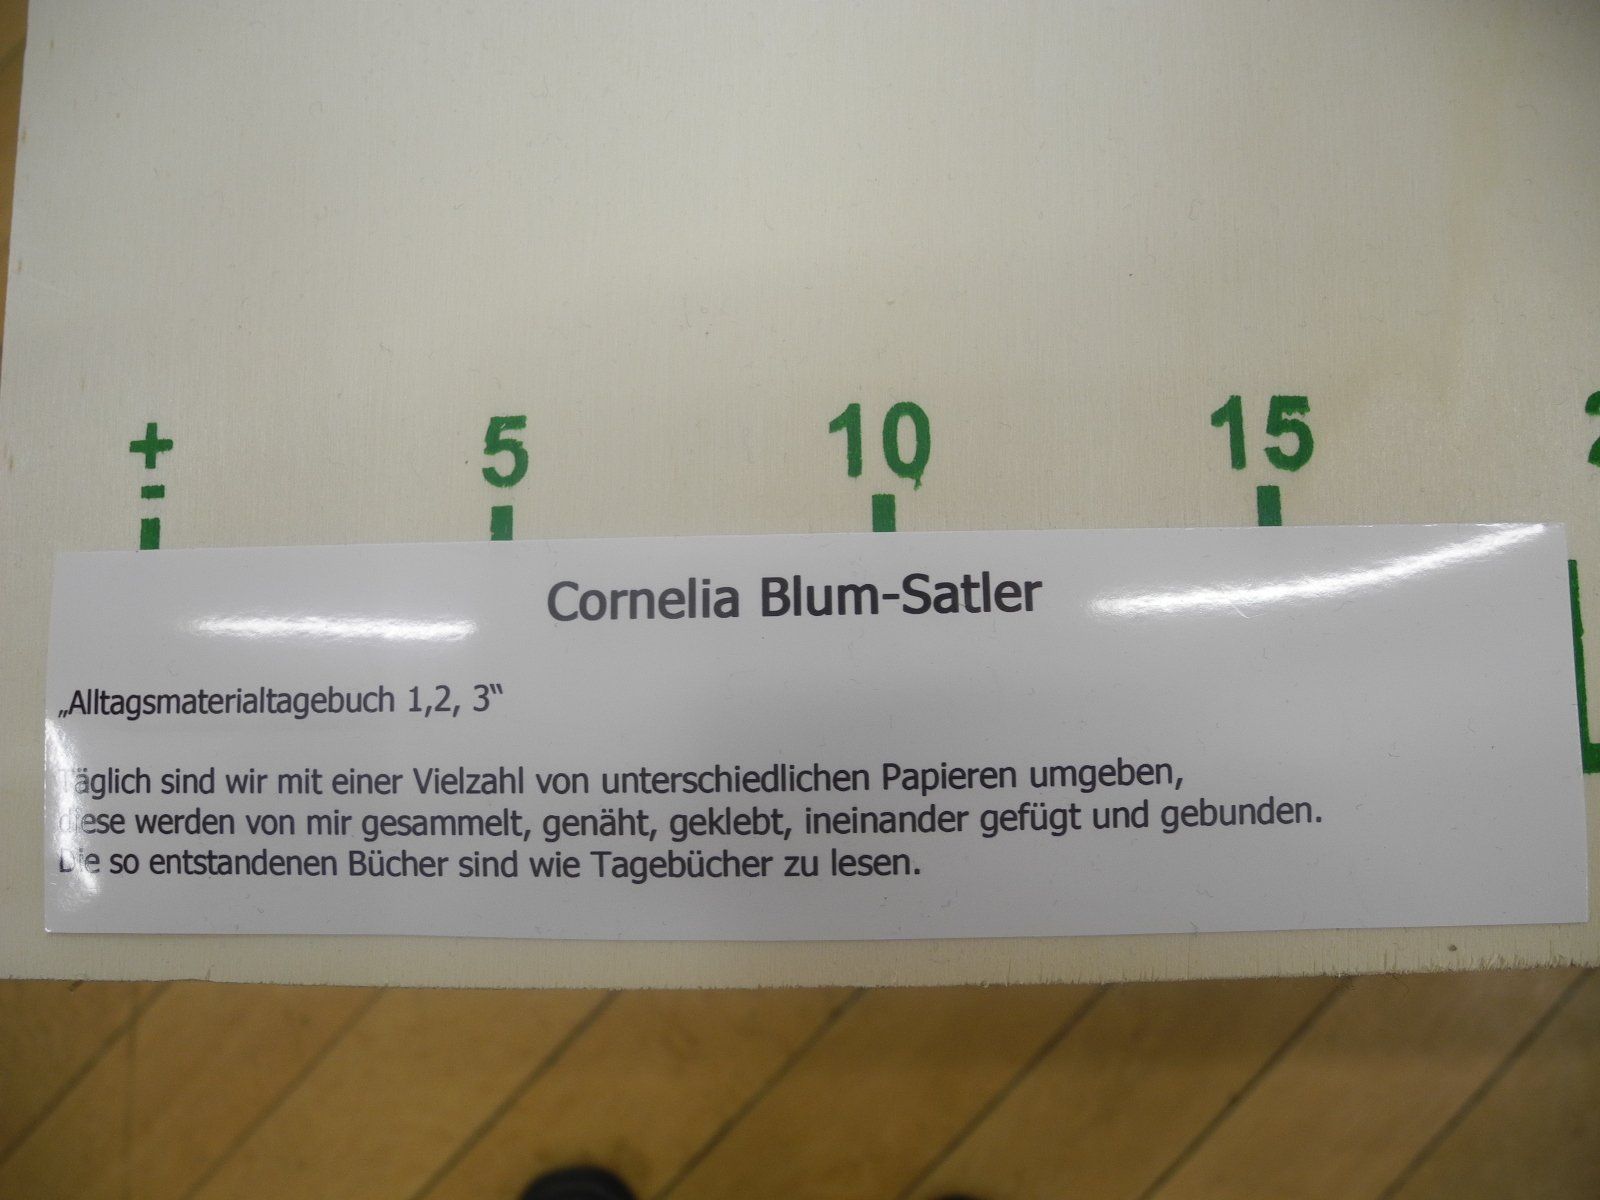 + 5 10 15
Cornelia Blum-Satler
„Alltagsmaterialtagebuch 1,2, 3“
Täglich sind wir mit einer Vielzahl von unterschiedlichen Papieren umgeben,
diese werden von mir gesammelt, genäht, geklebt, ineinander gefügt und gebunden.
Die so entstandenen Bücher sind wie Tagebücher zu lesen.